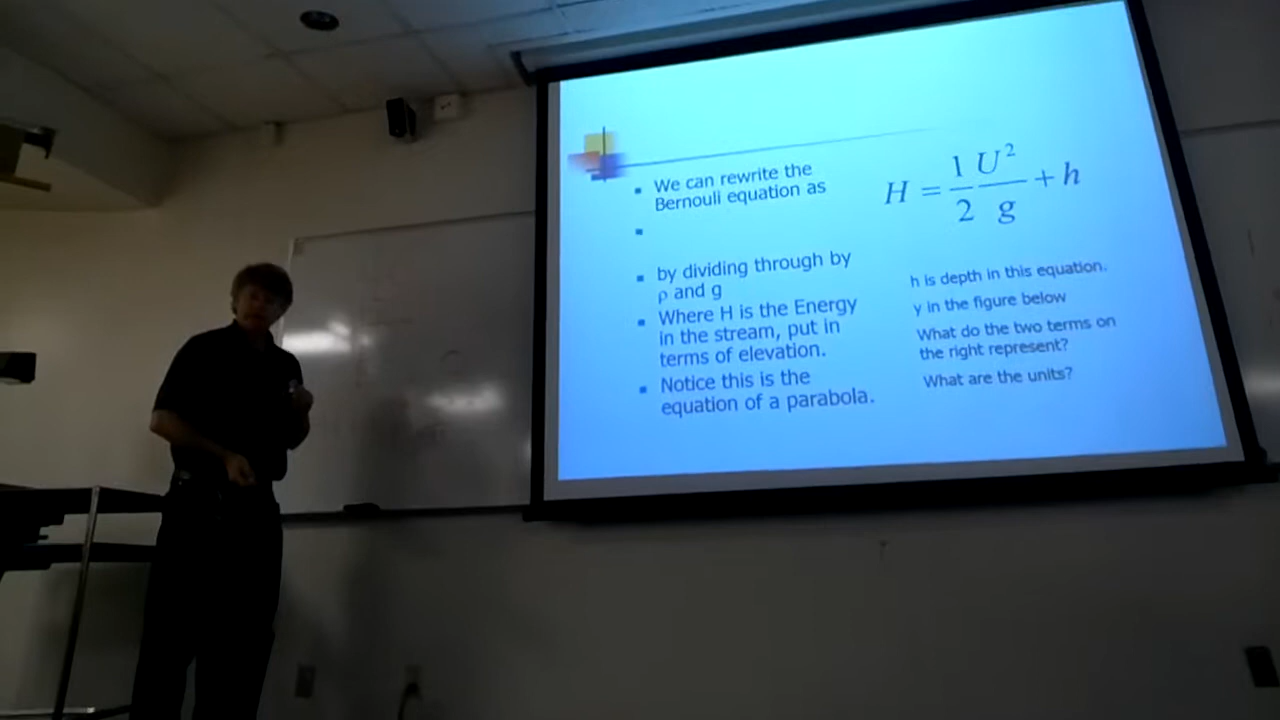 We can rewrite the
Bernouli equation as
by dividing through by
ρ and g
Where H is the Energy
in the stream, put in
terms of elevation.
Notice this is the
equation of a parabola.
H = 1/2 U²/g + h
h is depth in this equation.
y in the figure below
What do the two terms on
the right represent?
What are the units?